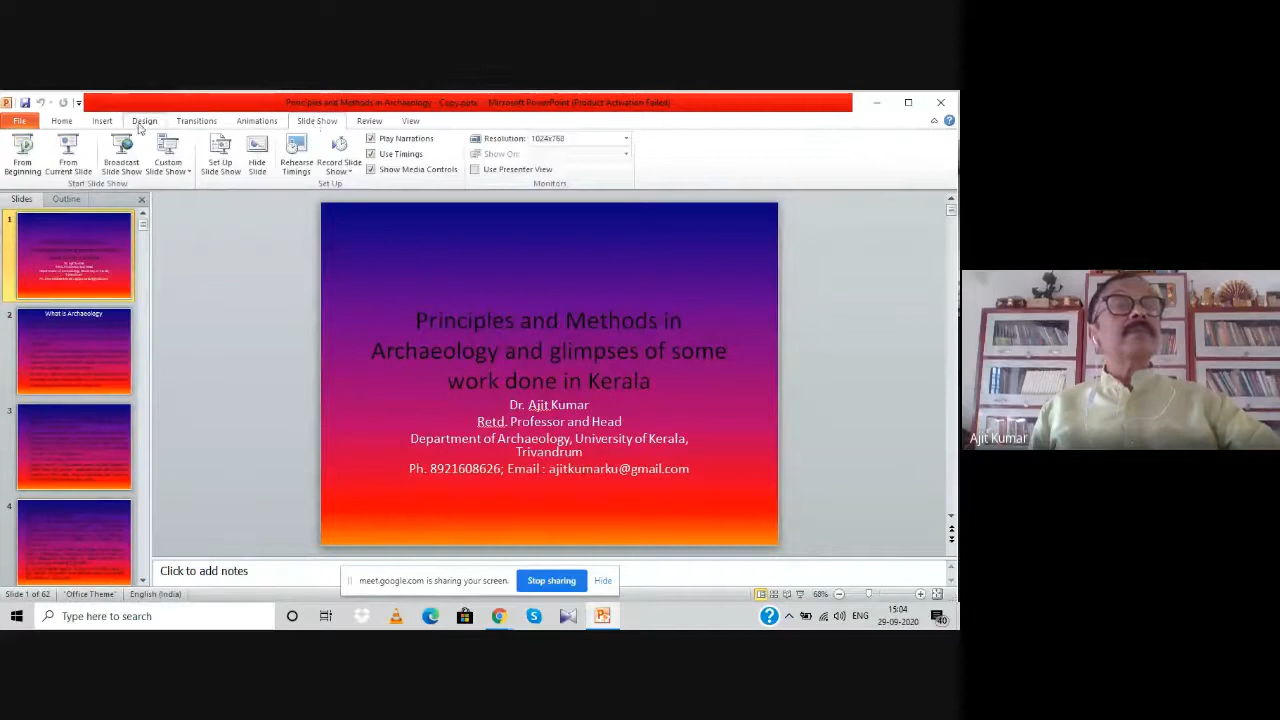 Principles and Methods in Archaeology - Copy.pptx - Microsoft PowerPoint (Product Activation Failed)
File Home Insert Design Transitions Animations Slide Show Review View
From Beginning
From Current Slide
Broadcast Slide Show
Custom Slide Show
Start Slide Show
Set Up Slide Show
Hide Slide
Rehearse Timings
Record Slide Show
Play Narrations
Use Timings
Show Media Controls
Set Up
Resolution: 1024x768
Show On:
Use Presenter View
Monitors
Slides Outline
1
2
What is Archaeology
3
4
Principles and Methods in
Archaeology and glimpses of some
work done in Kerala
Dr. Ajit Kumar
Retd. Professor and Head
Department of Archaeology, University of Kerala,
Trivandrum
Ph. 8921608626; Email : ajitkumarku@gmail.com
Ajit Kumar
Click to add notes
meet.google.com is sharing your screen. Stop sharing Hide
Slide 1 of 62 "Office Theme" English (India) 68%
Type here to search
ENG
15:04
29-09-2020
40